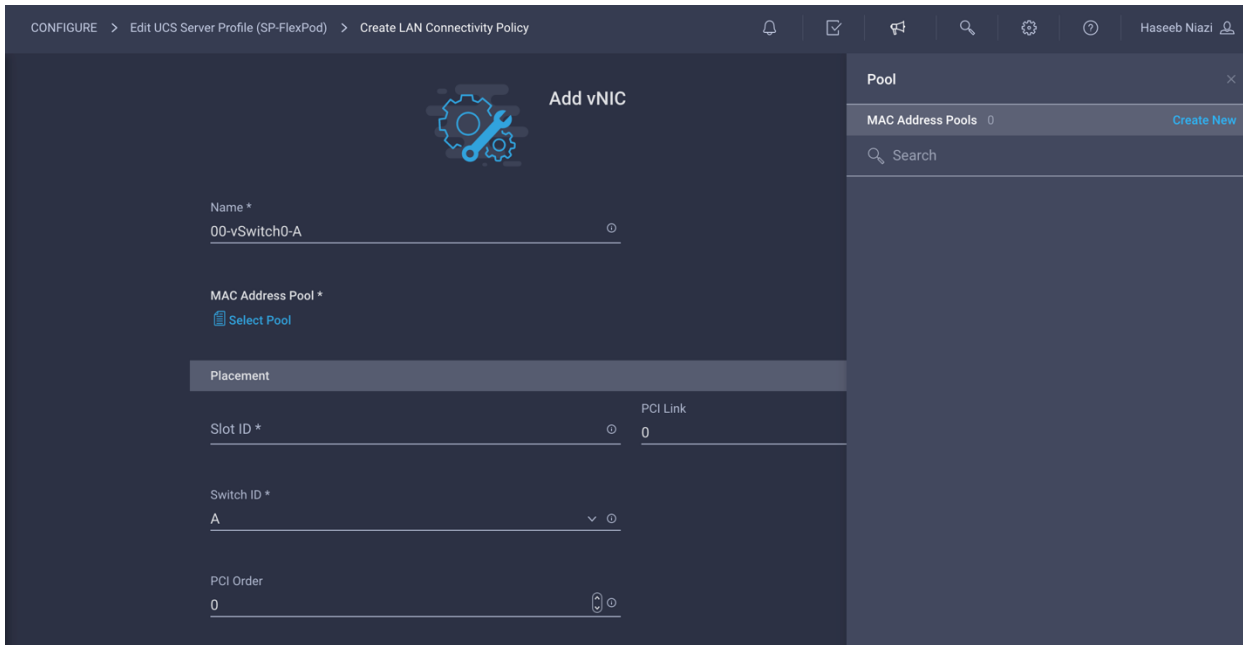 CONFIGURE > Edit UCS Server Profile (SP-FlexPod) > Create LAN Connectivity Policy
Haseeb Niazi
Add vNIC
Name *
00-vSwitch0-A
MAC Address Pool *
Select Pool
Placement
Slot ID *
PCI Link
0
Switch ID *
A
PCI Order
0
Pool
MAC Address Pools 0
Create New
Search